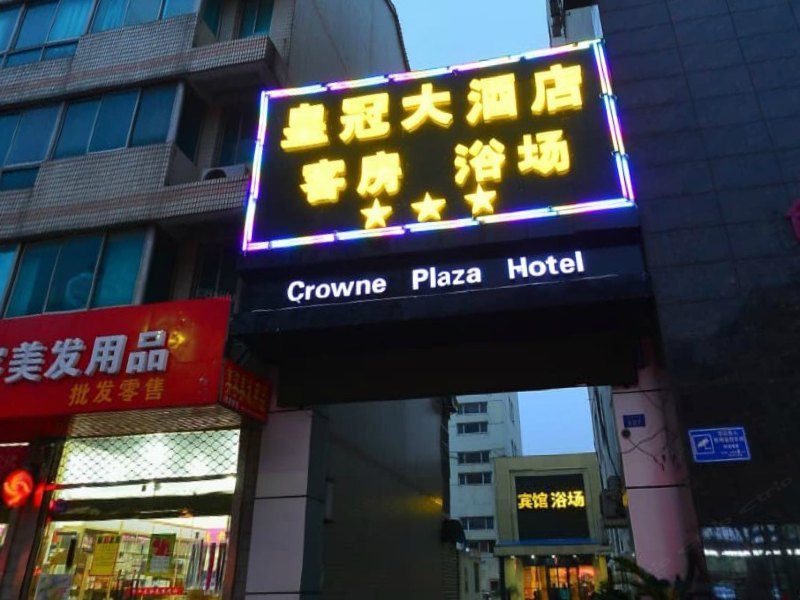 皇冠大酒店
客房 浴场
Crowne Plaza Hotel
美发用品
批发零售
宾馆 浴场